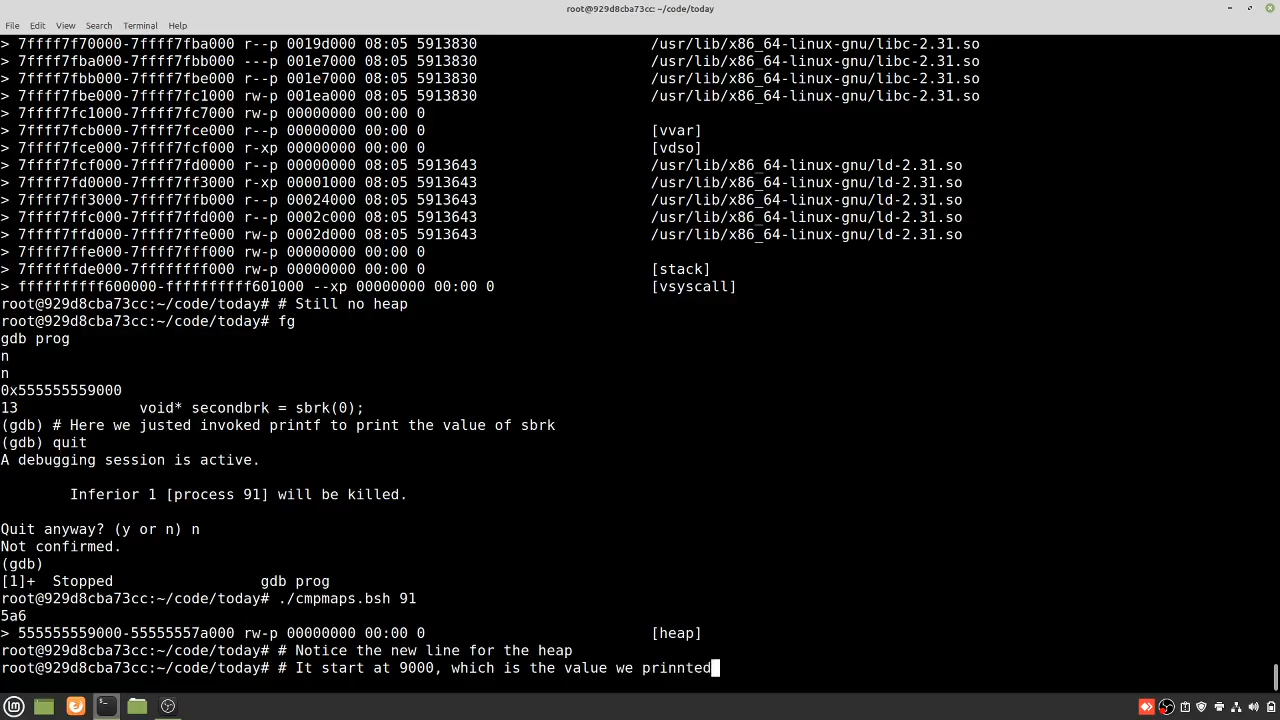 root@929d8cba73cc: ~/code/today
File Edit View Search Terminal Help
> 7ffff7f70000-7ffff7fba000 r--p 0019d000 08:05 5913830 /usr/lib/x86_64-linux-gnu/libc-2.31.so
> 7ffff7fba000-7ffff7fbb000 ---p 001e7000 08:05 5913830 /usr/lib/x86_64-linux-gnu/libc-2.31.so
> 7ffff7fbb000-7ffff7fbe000 r--p 001e7000 08:05 5913830 /usr/lib/x86_64-linux-gnu/libc-2.31.so
> 7ffff7fbe000-7ffff7fc1000 rw-p 001ea000 08:05 5913830 /usr/lib/x86_64-linux-gnu/libc-2.31.so
> 7ffff7fc1000-7ffff7fc7000 rw-p 00000000 00:00 0
> 7ffff7fcb000-7ffff7fce000 r--p 00000000 00:00 0 [vvar]
> 7ffff7fce000-7ffff7fcf000 r-xp 00000000 00:00 0 [vdso]
> 7ffff7fcf000-7ffff7fd0000 r--p 00000000 08:05 5913643 /usr/lib/x86_64-linux-gnu/ld-2.31.so
> 7ffff7fd0000-7ffff7ff3000 r-xp 00001000 08:05 5913643 /usr/lib/x86_64-linux-gnu/ld-2.31.so
> 7ffff7ff3000-7ffff7ffb000 r--p 00024000 08:05 5913643 /usr/lib/x86_64-linux-gnu/ld-2.31.so
> 7ffff7ffc000-7ffff7ffd000 r--p 0002c000 08:05 5913643 /usr/lib/x86_64-linux-gnu/ld-2.31.so
> 7ffff7ffd000-7ffff7ffe000 rw-p 0002d000 08:05 5913643 /usr/lib/x86_64-linux-gnu/ld-2.31.so
> 7ffff7ffe000-7ffff7fff000 rw-p 00000000 00:00 0
> 7ffffffde000-7ffffffff000 rw-p 00000000 00:00 0 [stack]
> ffffffffff600000-ffffffffff601000 --xp 00000000 00:00 0 [vsyscall]
root@929d8cba73cc:~/code/today# # Still no heap
root@929d8cba73cc:~/code/today# fg
gdb prog
n
n
0x555555559000
13 void* secondbrk = sbrk(0);
(gdb) # Here we justed invoked printf to print the value of sbrk
(gdb) quit
A debugging session is active.
Inferior 1 [process 91] will be killed.
Quit anyway? (y or n) n
Not confirmed.
(gdb)
[1]+ Stopped gdb prog
root@929d8cba73cc:~/code/today# ./cmpmaps.bsh 91
5a6
> 555555559000-55555557a000 rw-p 00000000 00:00 0 [heap]
root@929d8cba73cc:~/code/today# # Notice the new line for the heap
root@929d8cba73cc:~/code/today# # It start at 9000, which is the value we prinnted